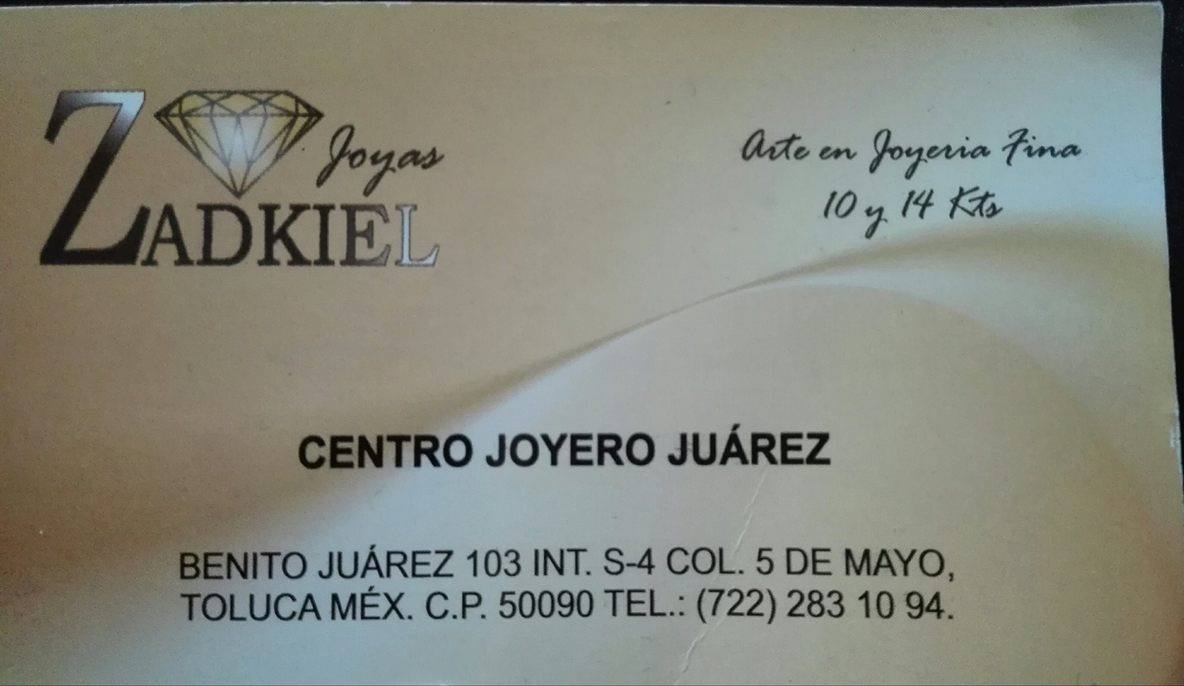 Joyas
ZADKIEL
Arte en Joyeria Fina
10 y 14 Kts
CENTRO JOYERO JUÁREZ
BENITO JUÁREZ 103 INT. S-4 COL. 5 DE MAYO,
TOLUCA MÉX. C.P. 50090 TEL.: (722) 283 10 94.